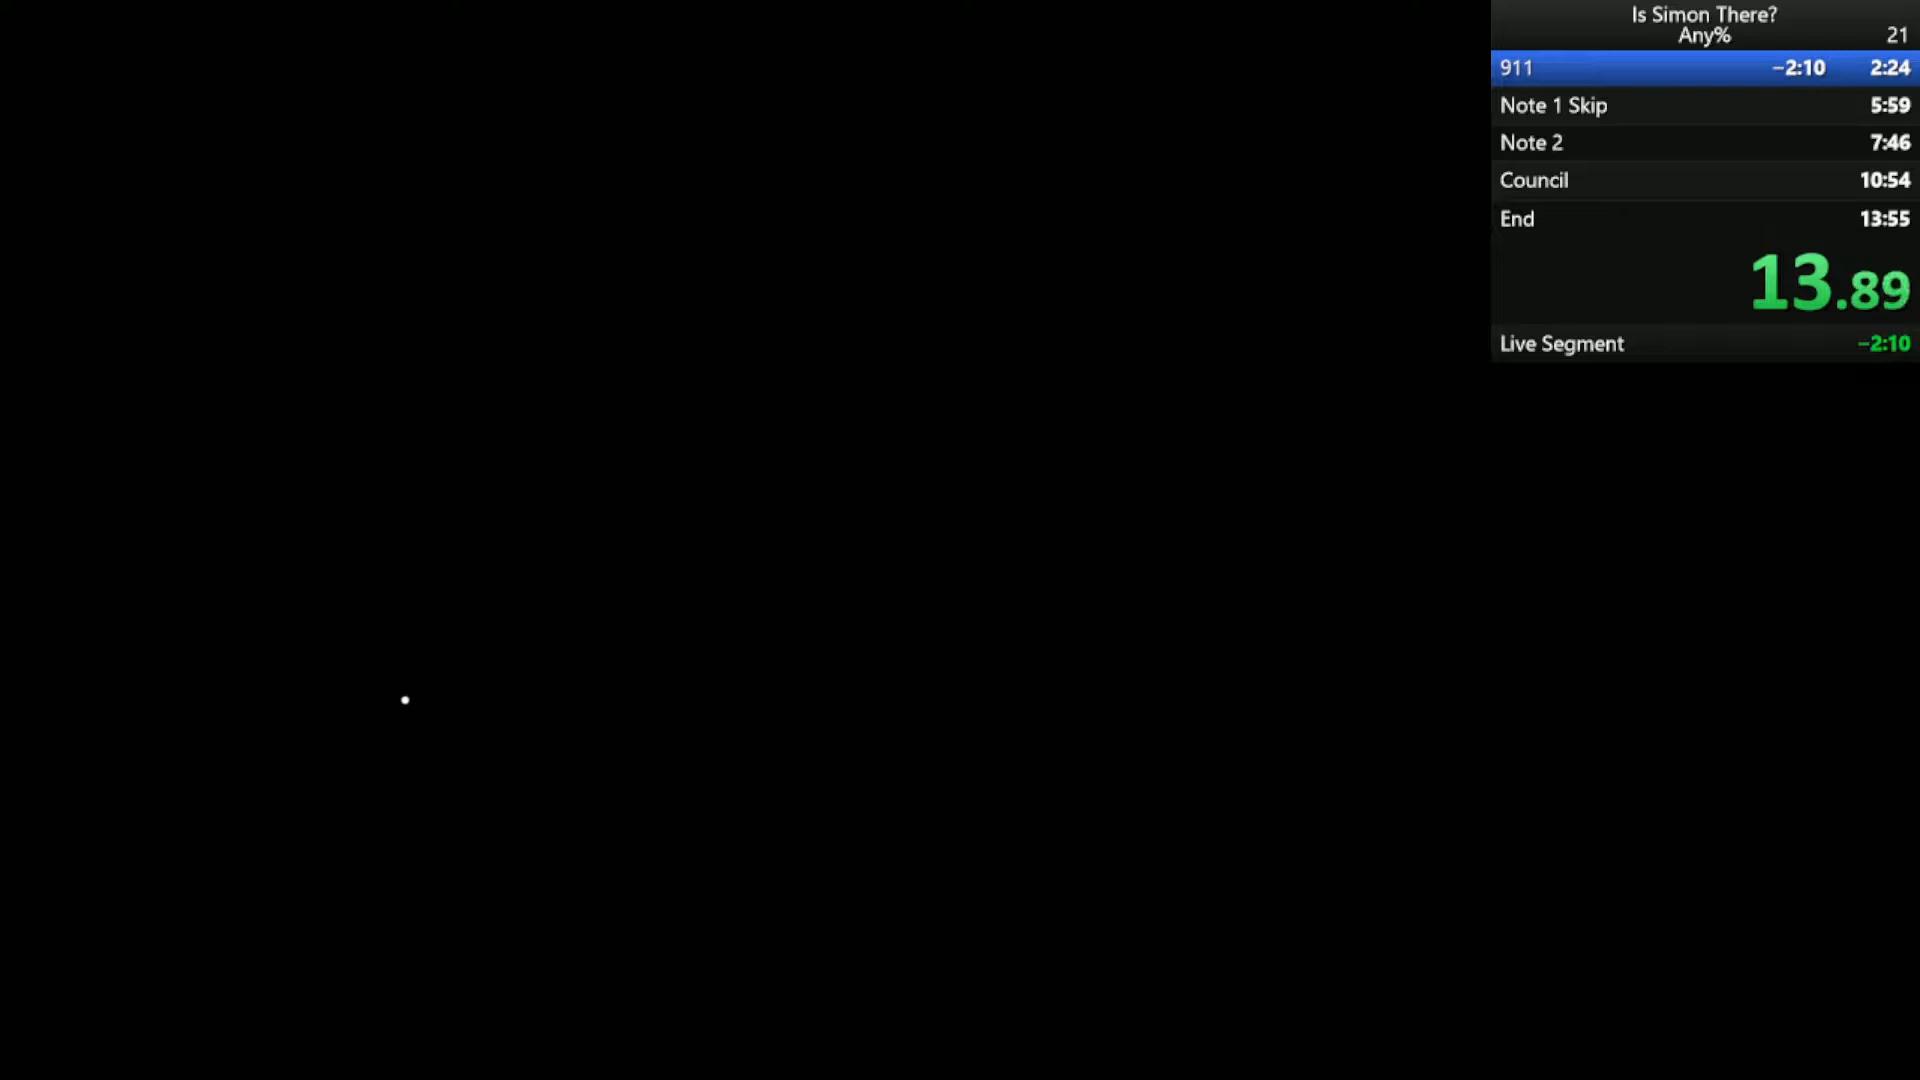 Is Simon There?
Any% 21
911 −2:10 2:24
Note 1 Skip 5:59
Note 2 7:46
Council 10:54
End 13:55
13.89
Live Segment −2:10